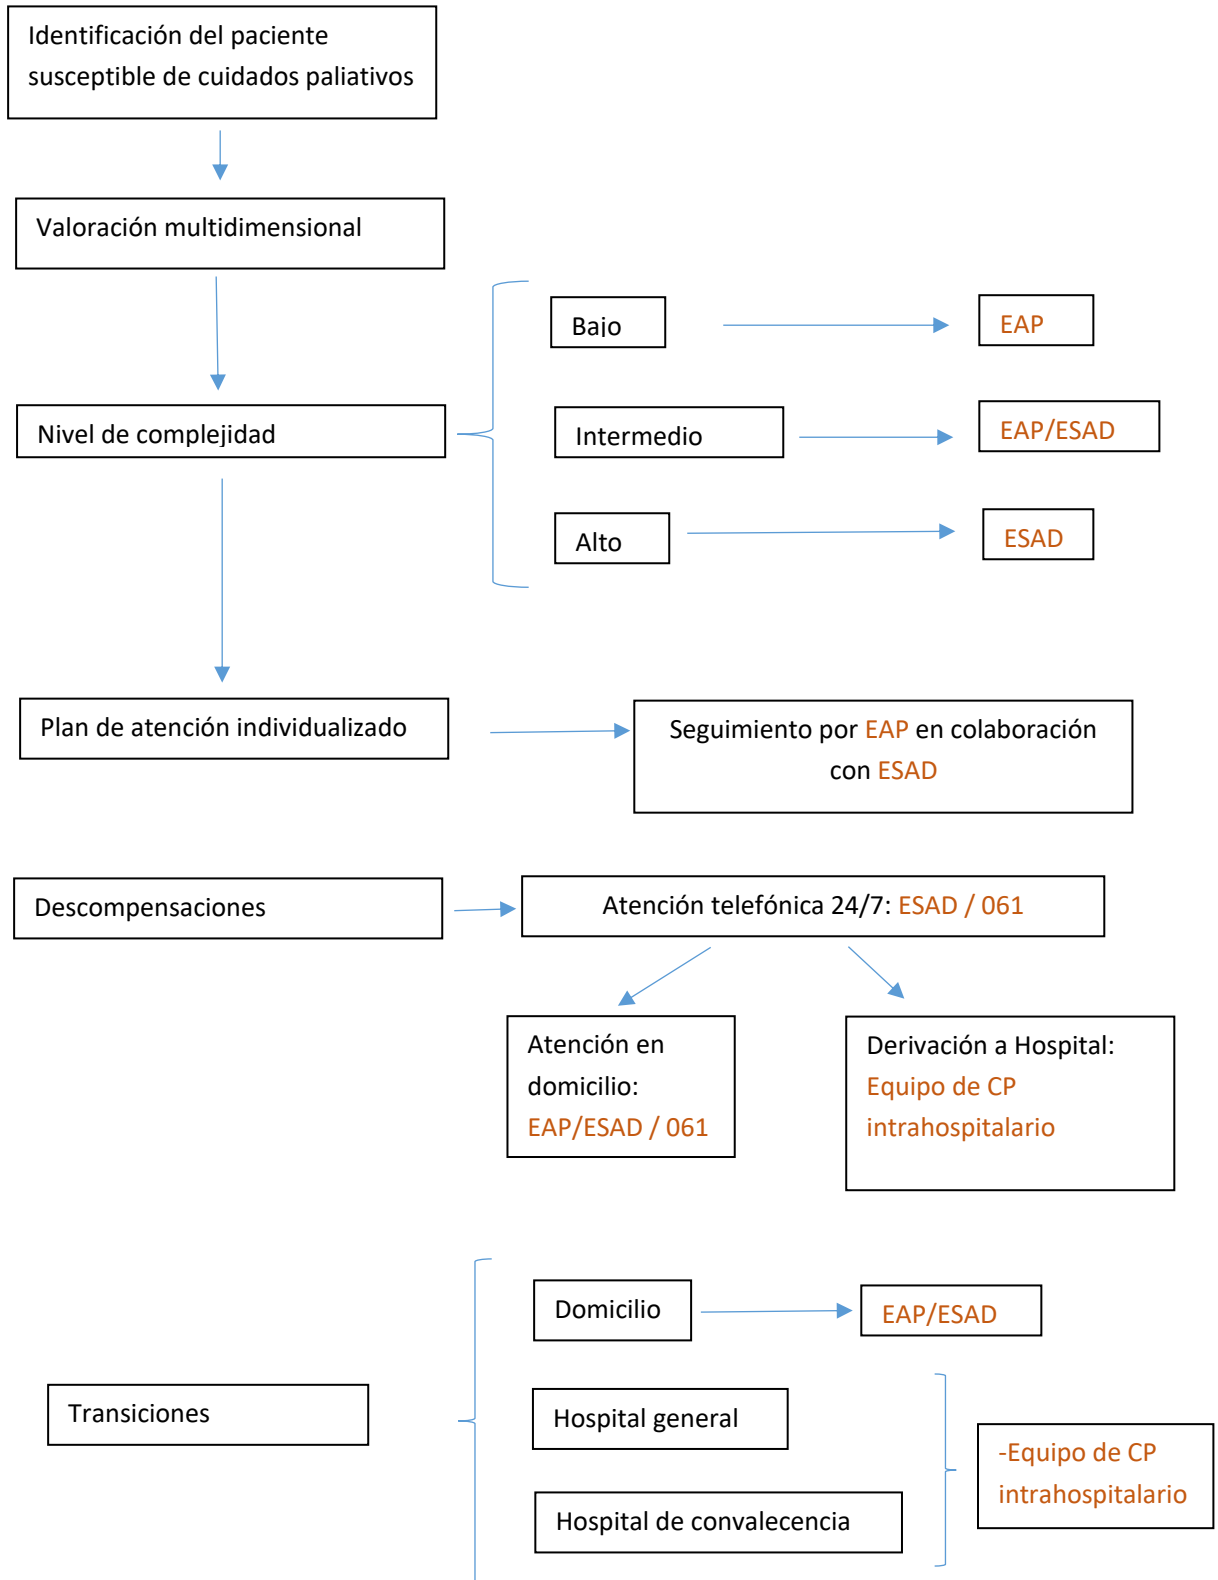 Identificación del paciente
susceptible de cuidados paliativos
Valoración multidimensional
Nivel de complejidad
Bajo
EAP
Intermedio
EAP/ESAD
Alto
ESAD
Plan de atención individualizado
Seguimiento por EAP en colaboración
con ESAD
Descompensaciones
Atención telefónica 24/7: ESAD / 061
Atención en
domicilio:
EAP/ESAD / 061
Derivación a Hospital:
Equipo de CP
intrahospitalario
Transiciones
Domicilio
EAP/ESAD
Hospital general
Hospital de convalecencia
-Equipo de CP
intrahospitalario